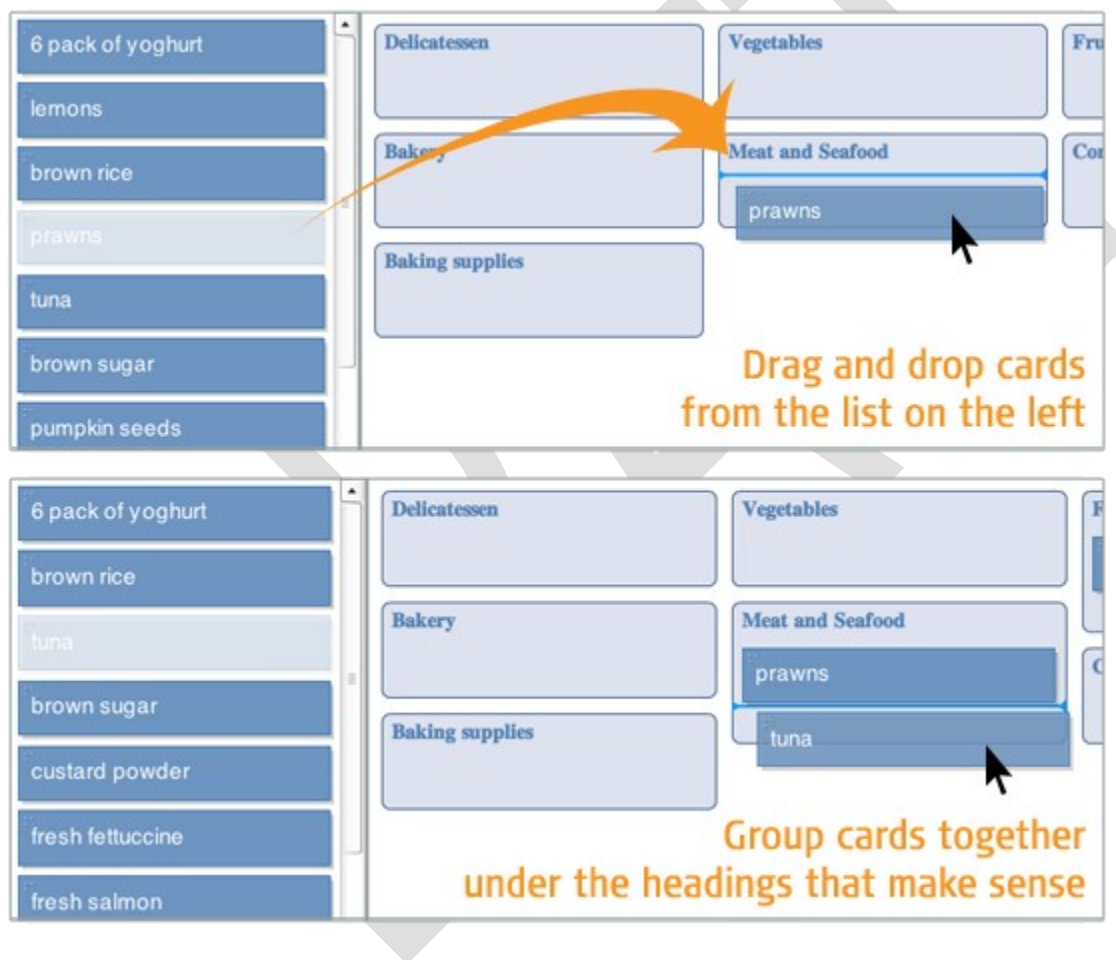 6 pack of yoghurt
lemons
brown rice
prawns
tuna
brown sugar
pumpkin seeds
Delicatessen
Vegetables
Fru
Bakery
Meat and Seafood
Con
prawns
Baking supplies
Drag and drop cards
from the list on the left
6 pack of yoghurt
brown rice
tuna
brown sugar
custard powder
fresh fettuccine
fresh salmon
Delicatessen
Vegetables
F
Bakery
Meat and Seafood
C
prawns
tuna
Baking supplies
Group cards together
under the headings that make sense